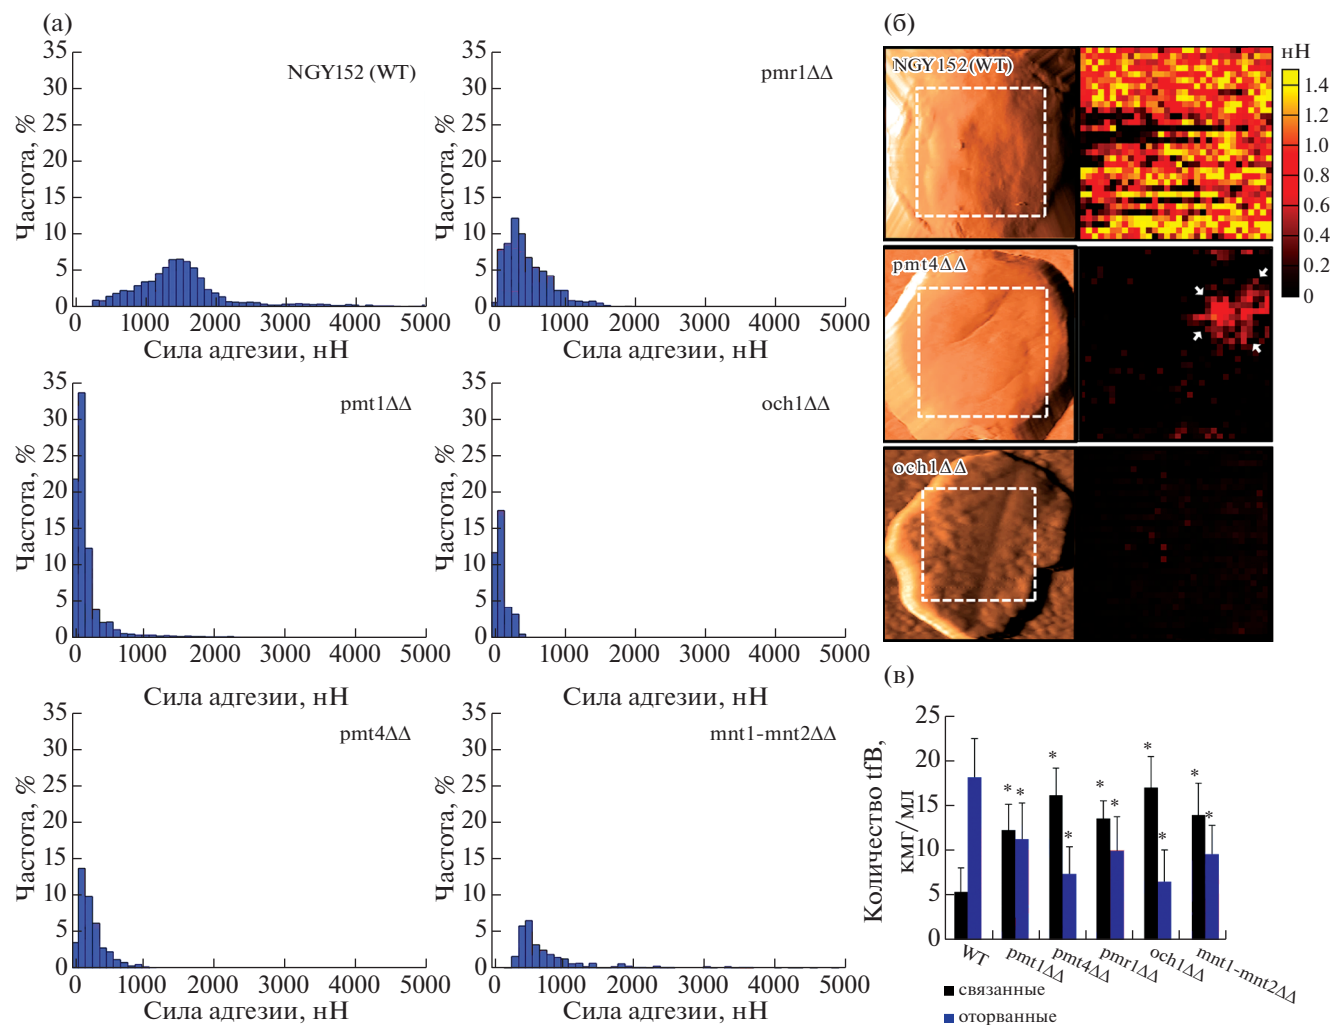 (а)
35
30
25
20
15
10
5
0
Частота, %
NGY152 (WT)
0 1000 2000 3000 4000 5000
Сила адгезии, нН
35
30
25
20
15
10
5
0
Частота, %
pmr1ΔΔ
0 1000 2000 3000 4000 5000
Сила адгезии, нН
35
30
25
20
15
10
5
0
Частота, %
pmt1ΔΔ
0 1000 2000 3000 4000 5000
Сила адгезии, нН
35
30
25
20
15
10
5
0
Частота, %
och1ΔΔ
0 1000 2000 3000 4000 5000
Сила адгезии, нН
35
30
25
20
15
10
5
0
Частота, %
pmt4ΔΔ
0 1000 2000 3000 4000 5000
Сила адгезии, нН
35
30
25
20
15
10
5
0
Частота, %
mnt1-mnt2ΔΔ
0 1000 2000 3000 4000 5000
Сила адгезии, нН
(б)
NGY152(WT)
pmt4ΔΔ
och1ΔΔ
нН
1.4
1.2
1.0
0.8
0.6
0.4
0.2
0
(в)
Количество tfB,
кмг/мл
25
20
15
10
5
0
* * * * * * * * * *
WT
pmt1ΔΔ
pmt4ΔΔ
pmr1ΔΔ
och1ΔΔ
mnt1-mnt2ΔΔ
связанные
оторванные